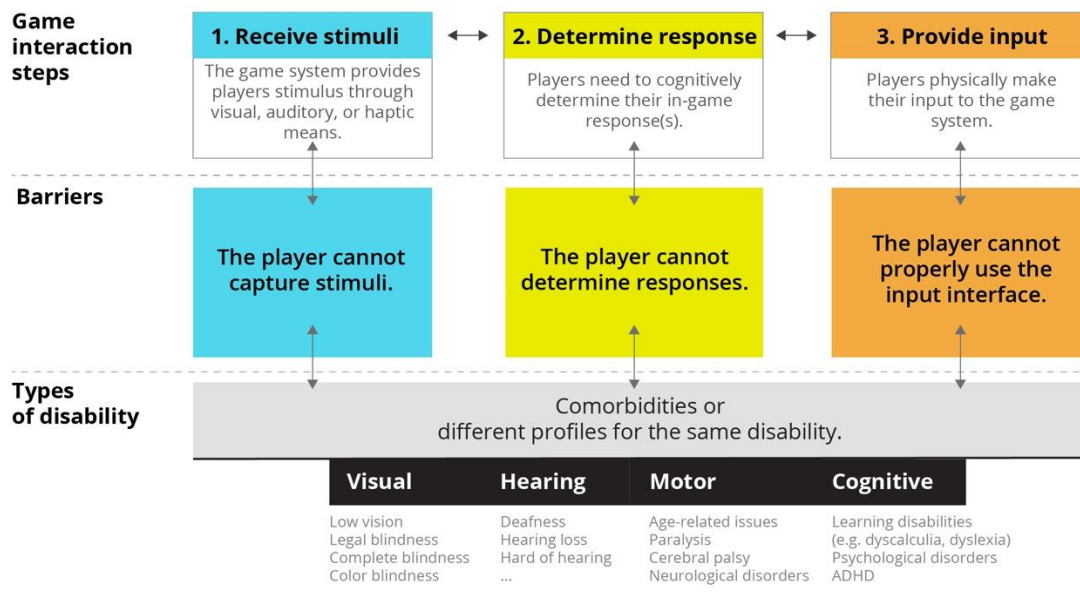 Game
interaction
steps
1. Receive stimuli
The game system provides
players stimulus through
visual, auditory, or haptic
means.
2. Determine response
Players need to cognitively
determine their in-game
response(s).
3. Provide input
Players physically make
their input to the game
system.
Barriers
The player cannot
capture stimuli.
The player cannot
determine responses.
The player cannot
properly use the
input interface.
Types
of disability
Comorbidities or
different profiles for the same disability.
Visual
Low vision
Legal blindness
Complete blindness
Color blindness
Hearing
Deafness
Hearing loss
Hard of hearing
...
Motor
Age-related issues
Paralysis
Cerebral palsy
Neurological disorders
Cognitive
Learning disabilities
(e.g. dyscalculia, dyslexia)
Psychological disorders
ADHD